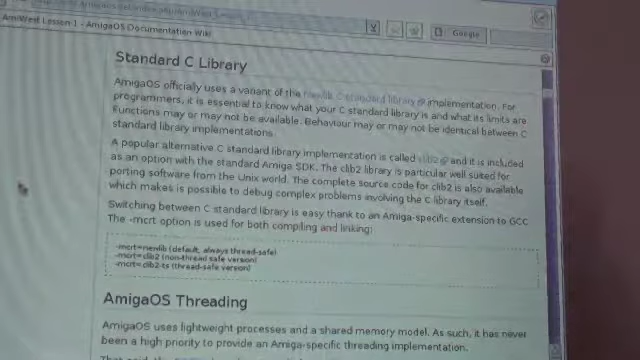 AmiWest Lesson 1 - AmigaOS Documentation Wiki
Google
Standard C Library
AmigaOS officially uses a variant of the newlib C standard library implementation. For
programmers, it is essential to know what your C standard library is and what its limits are.
Functions may or may not be available. Behaviour may or may not be identical between C
standard library implementations.
A popular alternative C standard library implementation is called clib2 and it is included
as an option with the standard Amiga SDK. The clib2 library is particular well suited for
porting software from the Unix world. The complete source code for clib2 is also available
which makes is possible to debug complex problems involving the C library itself.
Switching between C standard library is easy thank to an Amiga-specific extension to GCC
The -mcrt option is used for both compiling and linking:
-mcrt=newlib (default, always thread-safe)
-mcrt=clib2 (non-thread safe version)
-mcrt=clib2-ts (thread-safe version)
AmigaOS Threading
AmigaOS uses lightweight processes and a shared memory model. As such, it has never
been a high priority to provide an Amiga-specific threading implementation.